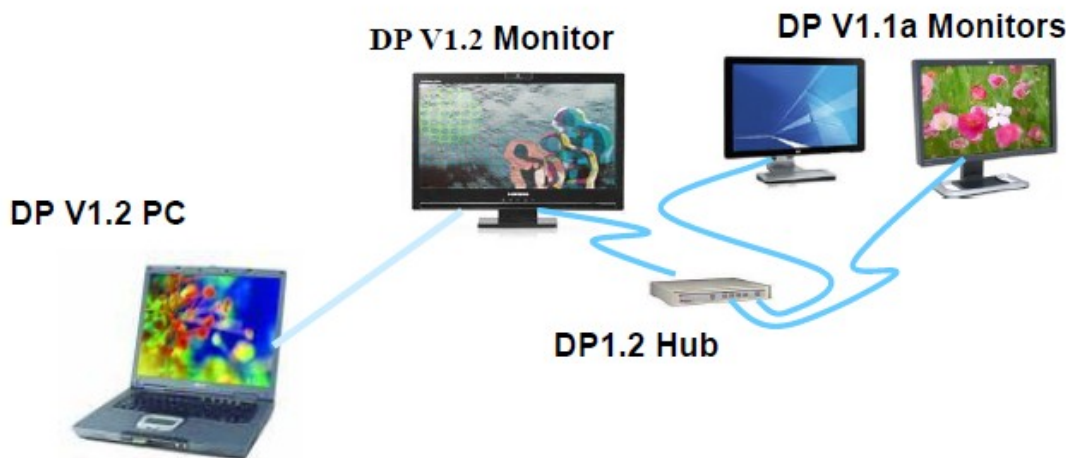 DP V1.2 Monitor
DP V1.1a Monitors
DP V1.2 PC
DP1.2 Hub